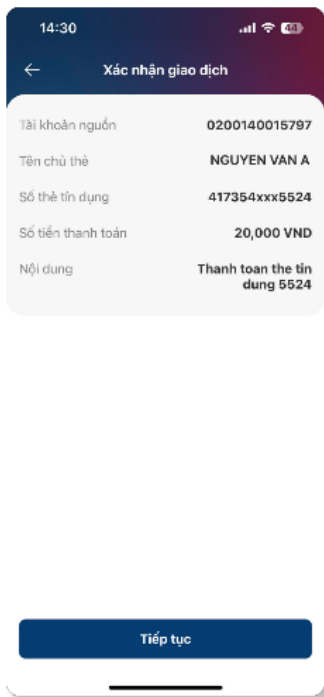 14:30
44
Xác nhận giao dịch
Tài khoản nguồn 0200140015797
Tên chủ thẻ NGUYEN VAN A
Số thẻ tín dụng 417354xxx5524
Số tiền thanh toán 20,000 VND
Nội dung Thanh toan the tin
dung 5524
Tiếp tục